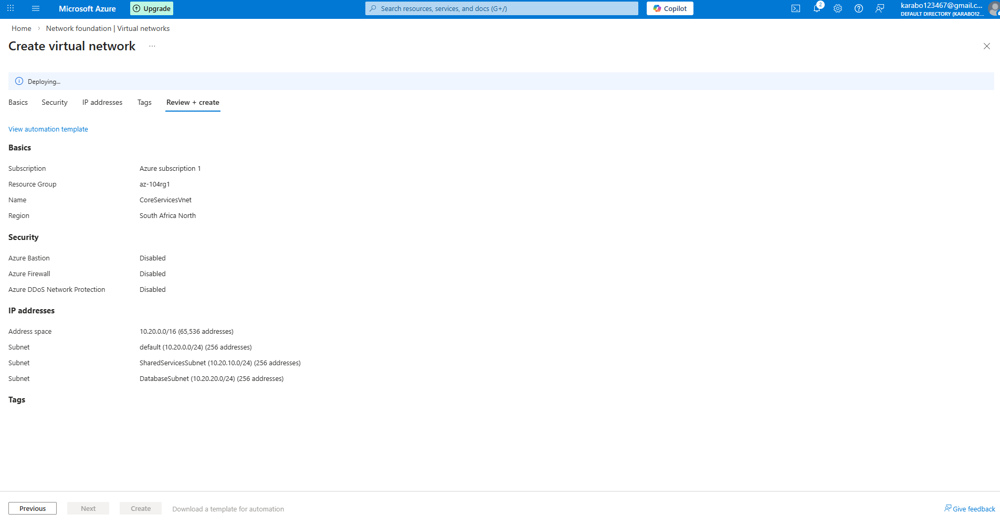 Microsoft Azure
Upgrade
Search resources, services, and docs (G+/)
Copilot
2
karabo123467@gmail.c...
DEFAULT DIRECTORY (KARABO12...
Home > Network foundation | Virtual networks
Create virtual network ...
Deploying...
Basics Security IP addresses Tags Review + create
View automation template
Basics
Subscription Azure subscription 1
Resource Group az-104rg1
Name CoreServicesVnet
Region South Africa North
Security
Azure Bastion Disabled
Azure Firewall Disabled
Azure DDoS Network Protection Disabled
IP addresses
Address space 10.20.0.0/16 (65,536 addresses)
Subnet default (10.20.0.0/24) (256 addresses)
Subnet SharedServicesSubnet (10.20.10.0/24) (256 addresses)
Subnet DatabaseSubnet (10.20.20.0/24) (256 addresses)
Tags
Previous Next Create Download a template for automation Give feedback